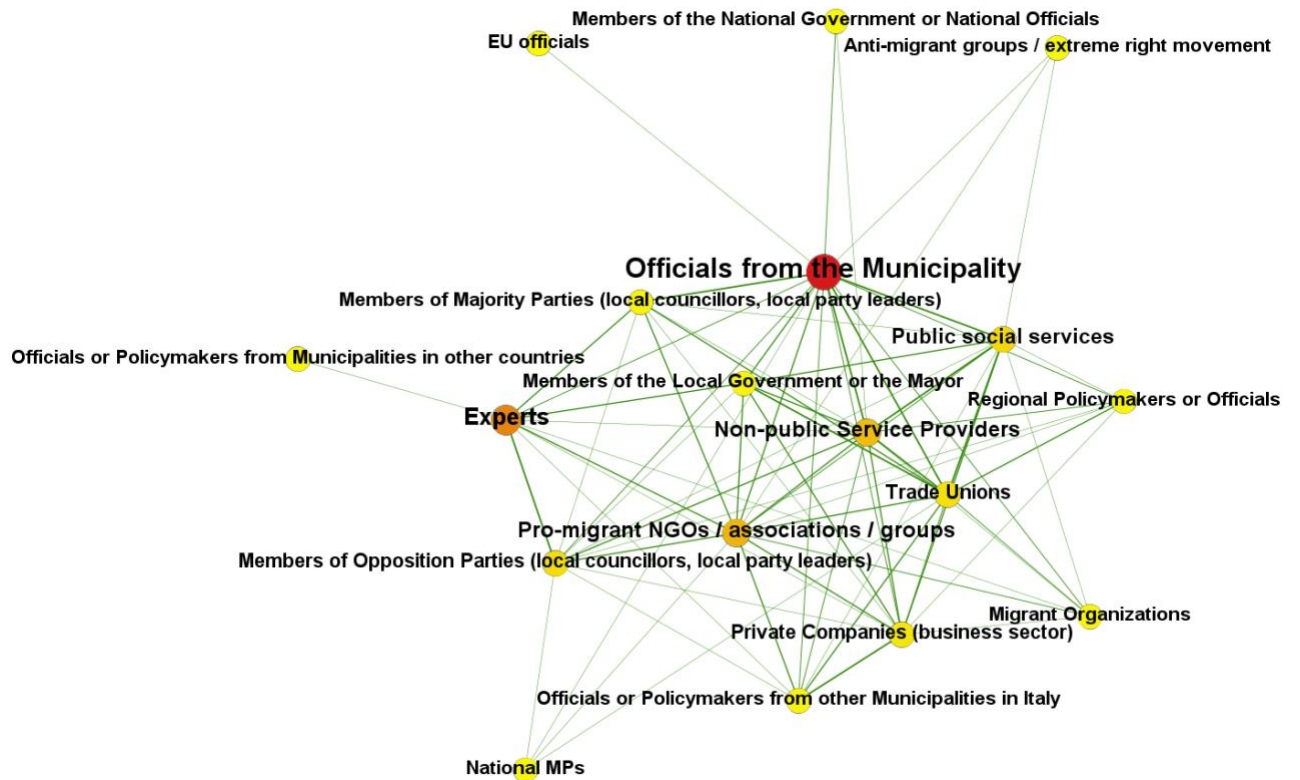 Members of the National Government or National Officials
EU officials
Anti-migrant groups / extreme right movement
Officials from the Municipality
Members of Majority Parties (local councillors, local party leaders)
Public social services
Officials or Policymakers from Municipalities in other countries
Members of the Local Government or the Mayor
Regional Policymakers or Officials
Experts
Non-public Service Providers
Trade Unions
Pro-migrant NGOs / associations / groups
Members of Opposition Parties (local councillors, local party leaders)
Migrant Organizations
Private Companies (business sector)
Officials or Policymakers from other Municipalities in Italy
National MPs